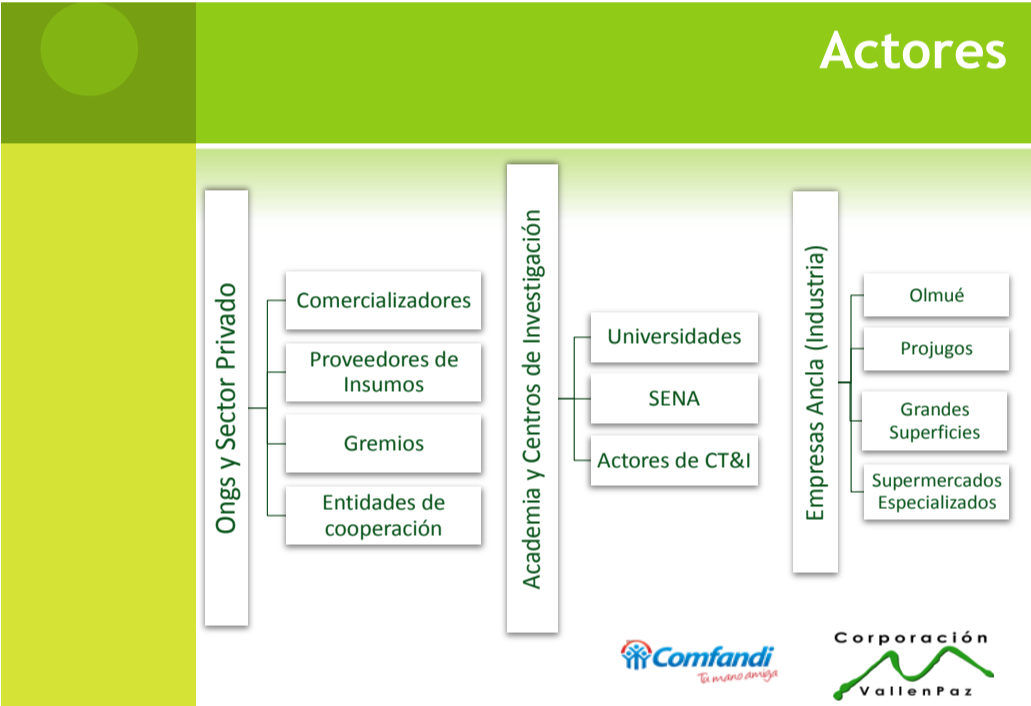 Actores
Ongs y Sector Privado
Comercializadores
Proveedores de
Insumos
Gremios
Entidades de
cooperación
Academia y Centros de Investigación
Universidades
SENA
Actores de CT&I
Empresas Ancla (Industria)
Olmué
Projugos
Grandes
Superficies
Supermercados
Especializados
Comfandi
Tu mano amiga
Corporación
VallenPaz